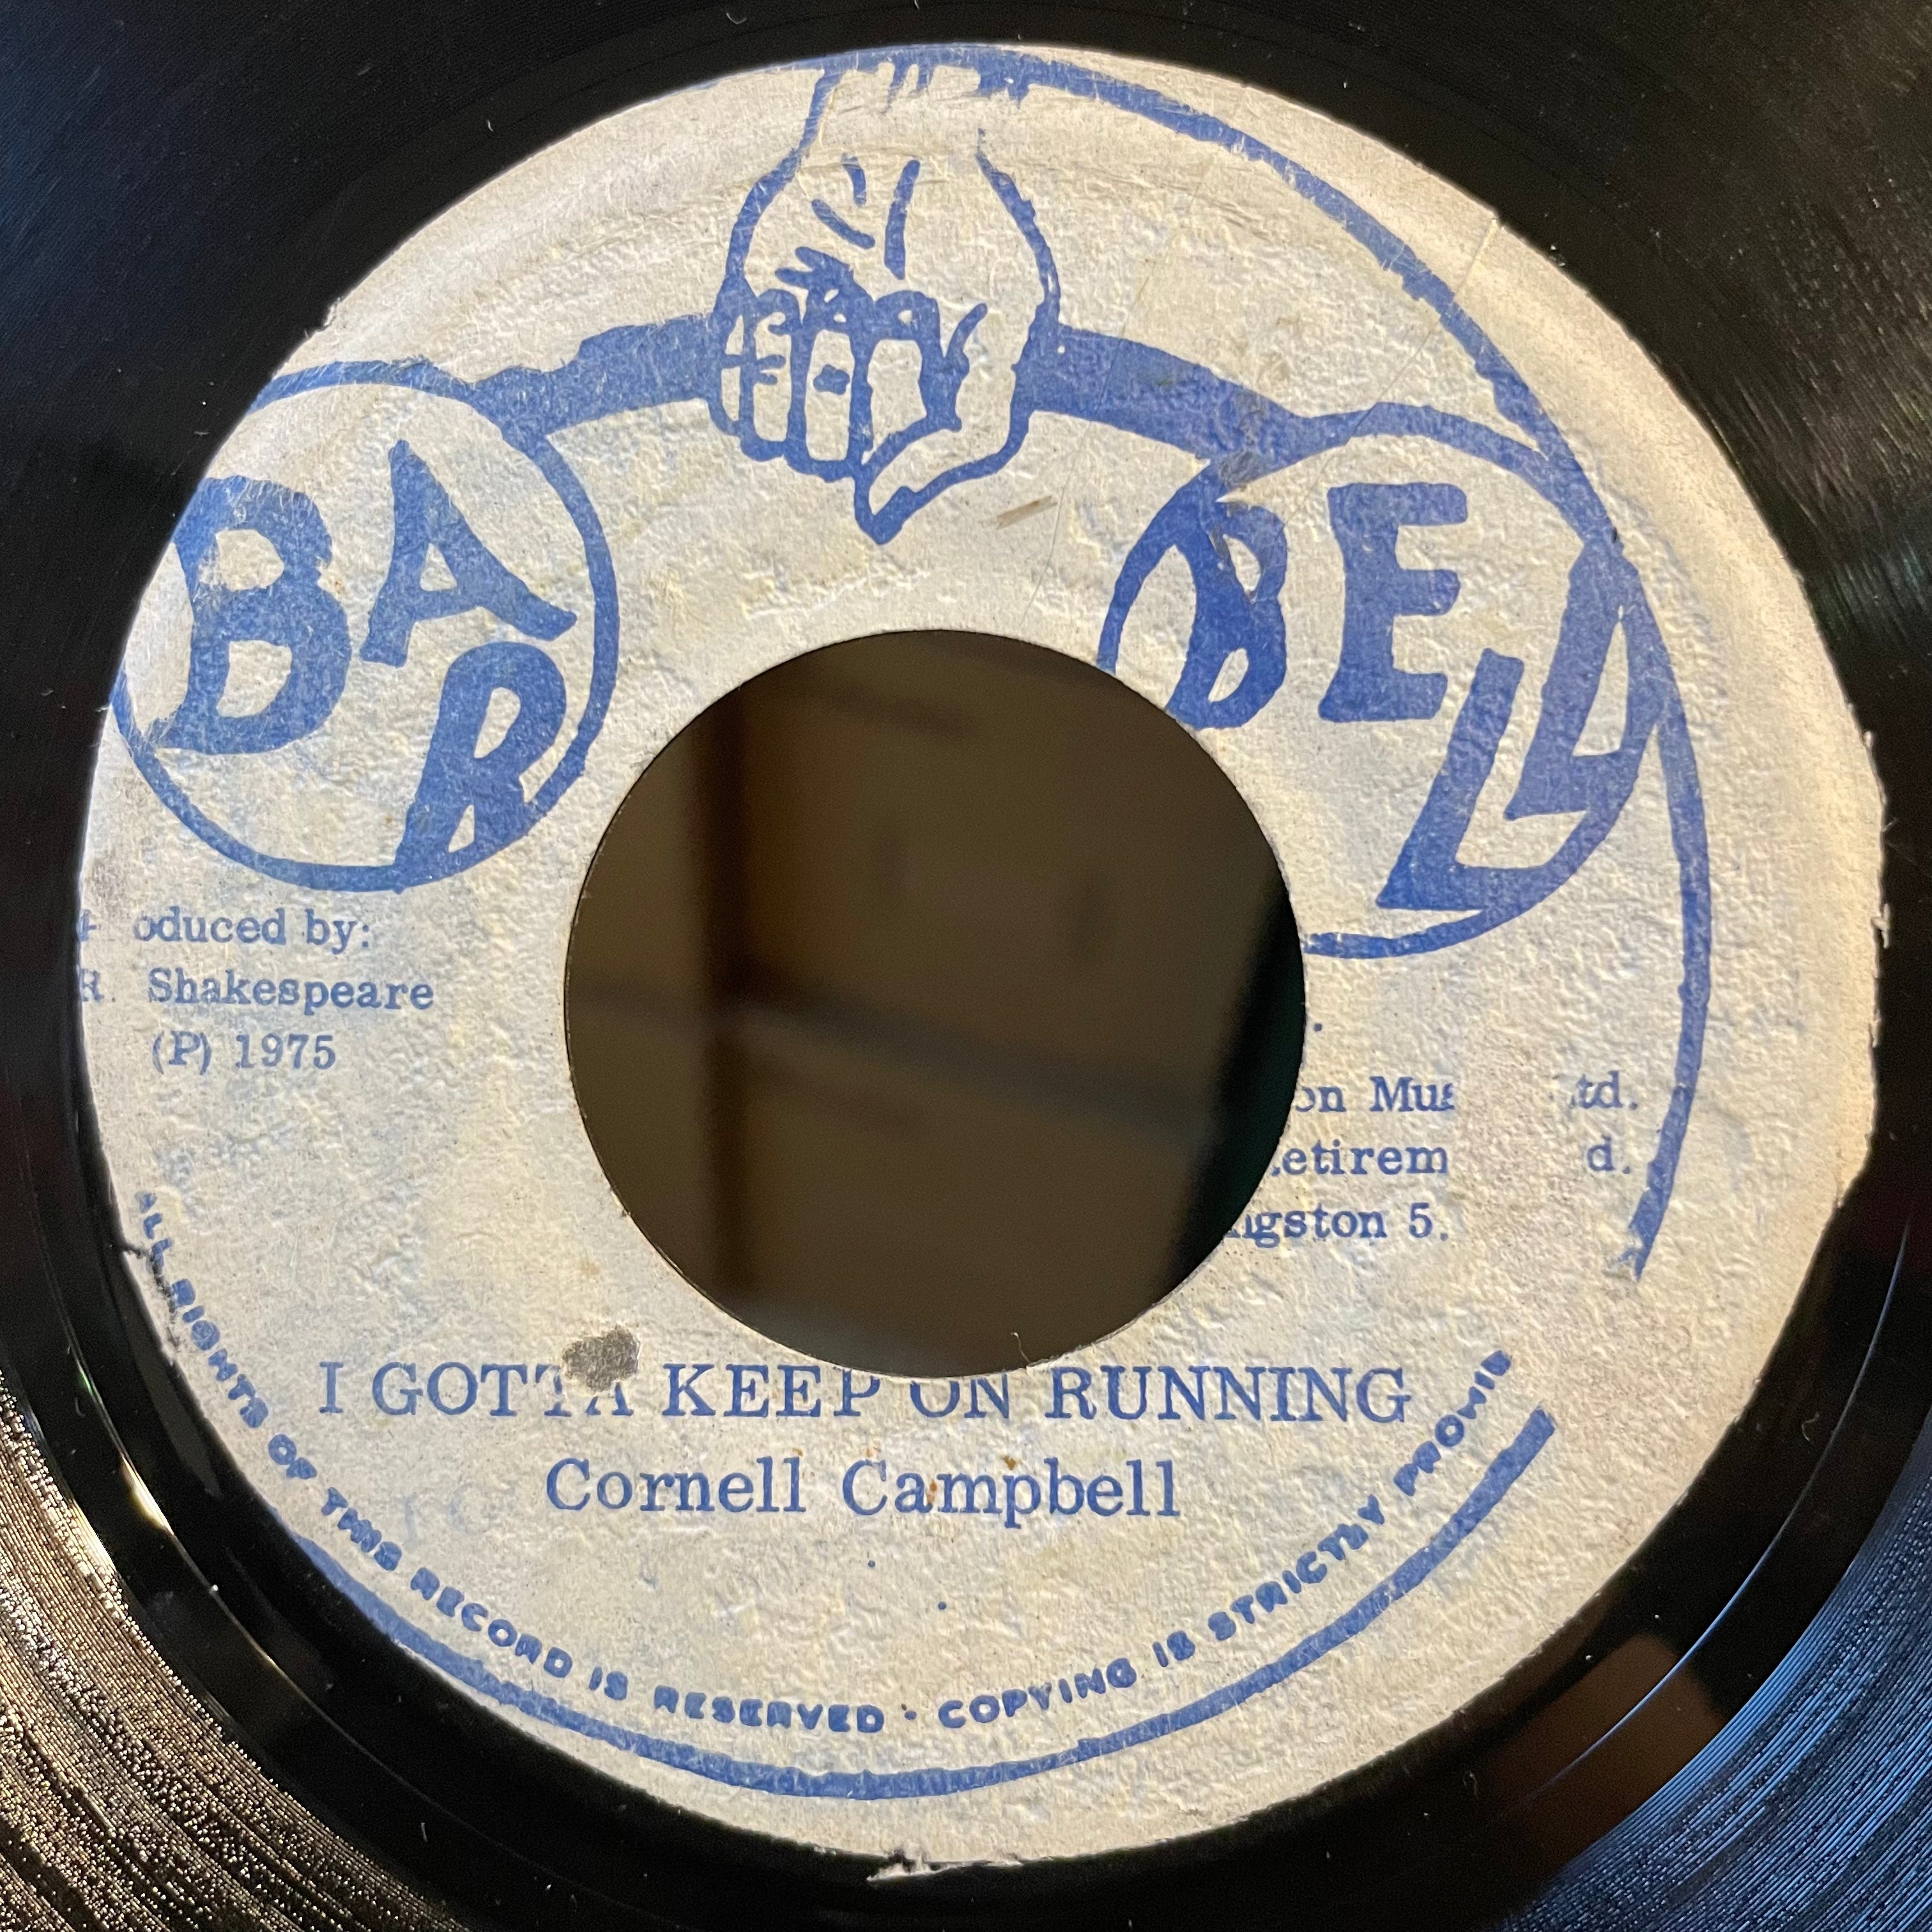 BAR
BELL
oduced by:
R. Shakespeare
(P) 1975
on Mus td.
etirem d.
ngston 5.
I GOTTA KEEP ON RUNNING
Cornell Campbell
ALL RIGHTS OF THIS RECORD IS RESERVED · COPYING IS STRICTLY PROHIB